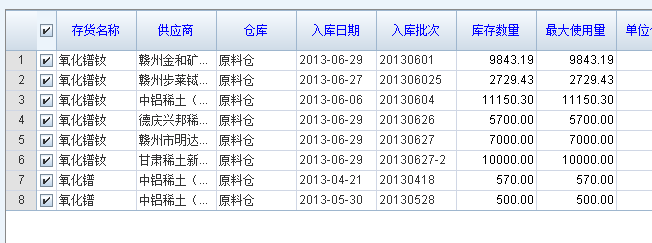 存货名称 供应商 仓库 入库日期 入库批次 库存数量 最大使用量 单位
1 氧化镨钕 赣州金和矿... 原料仓 2013-06-29 20130601 9843.19 9843.19
2 氧化镨钕 赣州步莱铽... 原料仓 2013-06-27 201306025 2729.43 2729.43
3 氧化镨钕 中铝稀土（... 原料仓 2013-06-06 20130604 11150.30 11150.30
4 氧化镨钕 德庆兴邦稀... 原料仓 2013-06-29 20130626 5700.00 5700.00
5 氧化镨钕 赣州市明达... 原料仓 2013-06-29 20130627 7000.00 7000.00
6 氧化镨钕 甘肃稀土新... 原料仓 2013-06-29 20130627-2 10000.00 10000.00
7 氧化镨 中铝稀土（... 原料仓 2013-04-21 20130418 570.00 570.00
8 氧化镨 中铝稀土（... 原料仓 2013-05-30 20130528 500.00 500.00